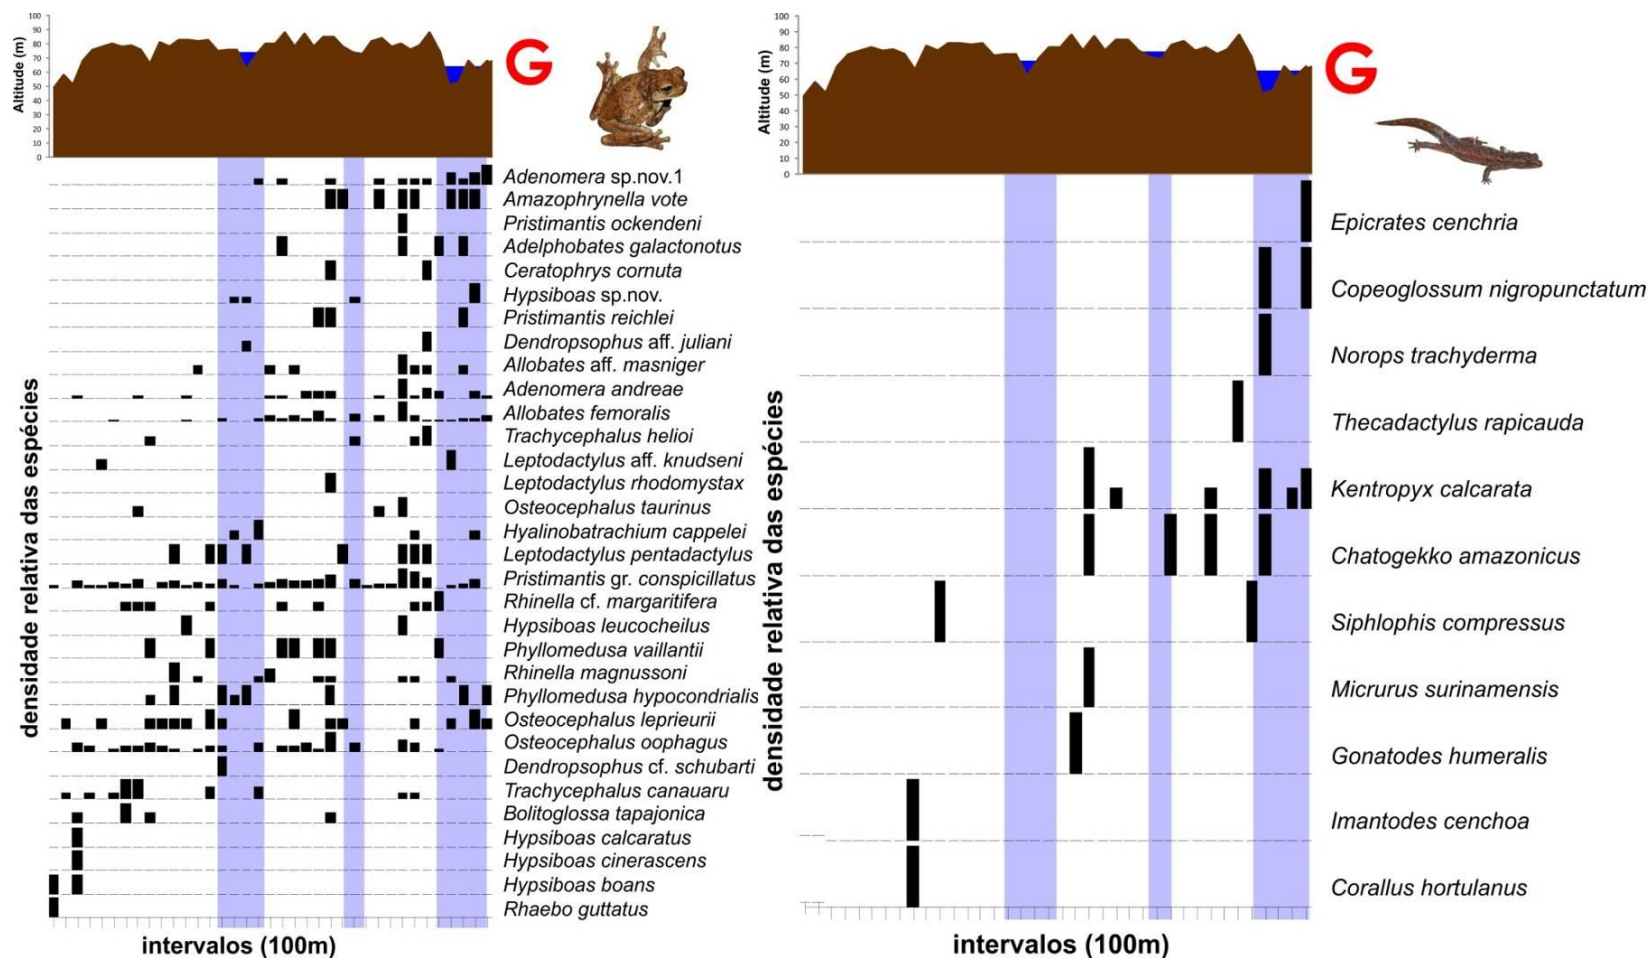 100
90
80
70
60
50
40
30
20
10
0
Altitude (m)
G
Adenomera sp.nov.1
Amazophrynella vote
Pristimantis ockendeni
Adelphobates galactonotus
Ceratophrys cornuta
Hypsiboas sp.nov.
Pristimantis reichlei
Dendropsophus aff. juliani
Allobates aff. masniger
Adenomera andreae
Allobates femoralis
Trachycephalus helioi
Leptodactylus aff. knudseni
Leptodactylus rhodomystax
Osteocephalus taurinus
Hyalinobatrachium cappelei
Leptodactylus pentadactylus
Pristimantis gr. conspicillatus
Rhinella cf. margaritifera
Hypsiboas leucocheilus
Phyllomedusa vaillantii
Rhinella magnussoni
Phyllomedusa hypocondrialis
Osteocephalus leprieurii
Osteocephalus oophagus
Dendropsophus cf. schubarti
Trachycephalus canauaru
Bolitoglossa tapajonica
Hypsiboas calcaratus
Hypsiboas cinerascens
Hypsiboas boans
Rhaebo guttatus
densidade relativa das espécies
intervalos (100m)
100
90
80
70
60
50
40
30
20
10
0
Altitude (m)
G
Epicrates cenchria
Copeoglossum nigropunctatum
Norops trachyderma
Thecadactylus rapicauda
Kentropyx calcarata
Chatogekko amazonicus
Siphlophis compressus
Micrurus surinamensis
Gonatodes humeralis
Imantodes cenchoa
Corallus hortulanus
densidade relativa das espécies
intervalos (100m)